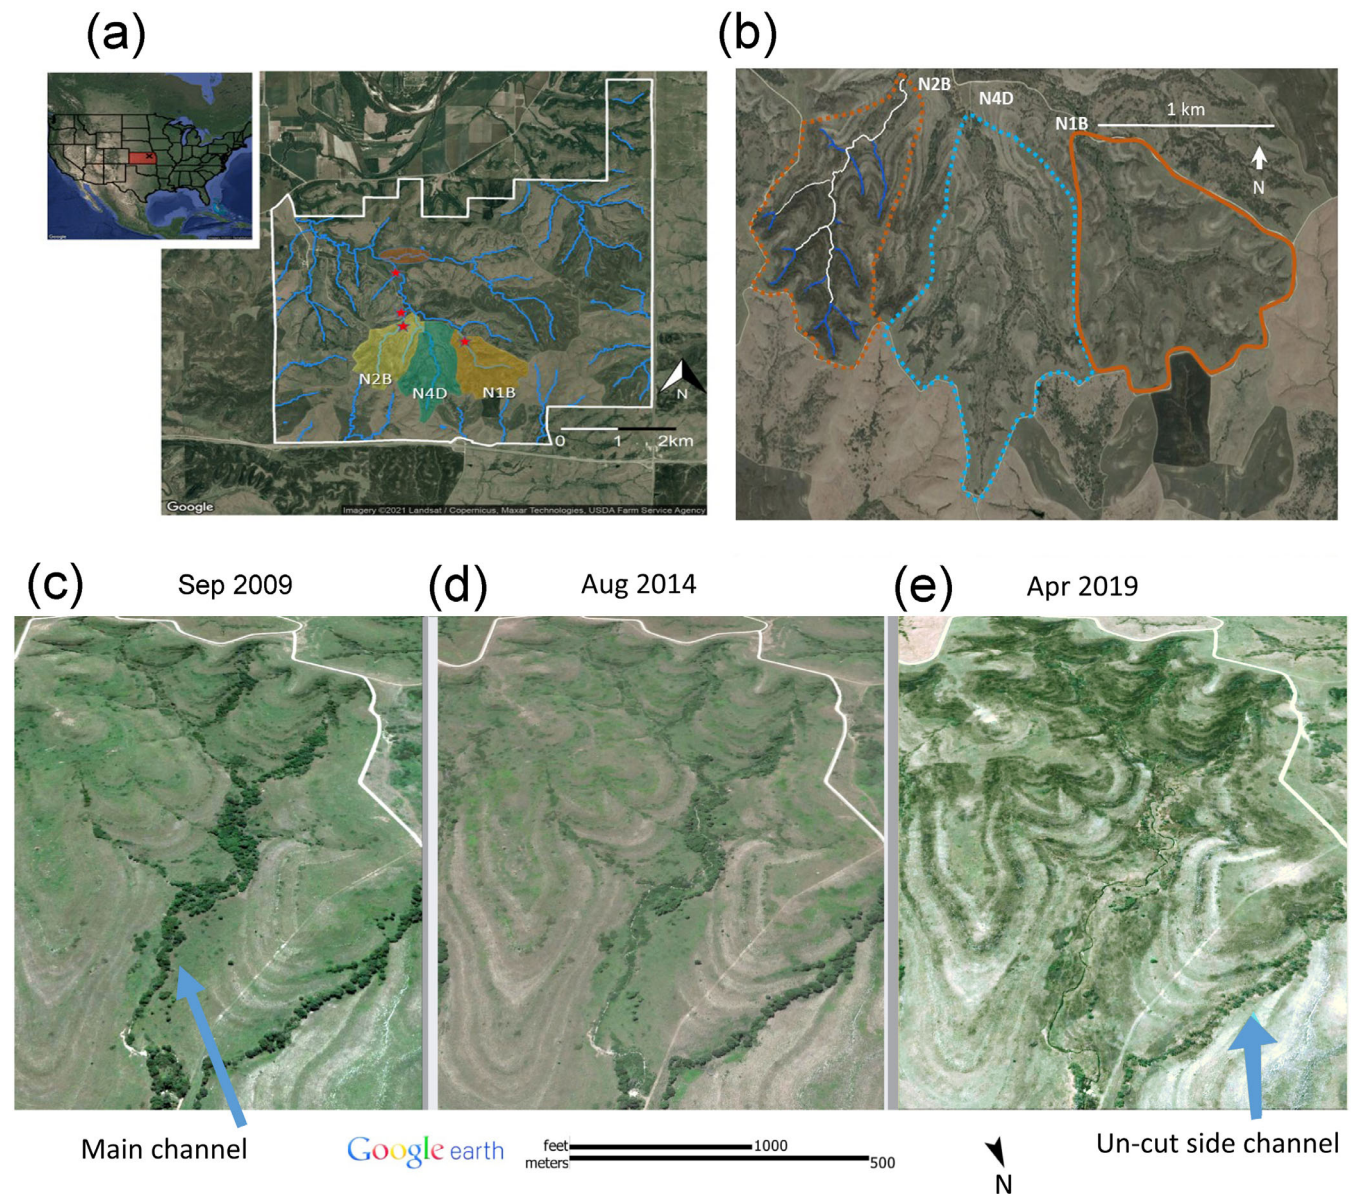 (a)
(b)
Google
N2B
N4D
N1B
N
0 1 2km
Google
Imagery ©2021 Landsat / Copernicus, Maxar Technologies, USDA Farm Service Agency
N2B
N4D
N1B
1 km
N
(c)
Sep 2009
(d)
Aug 2014
(e)
Apr 2019
Main channel
Google earth
feet 1000
meters 500
N
Un-cut side channel